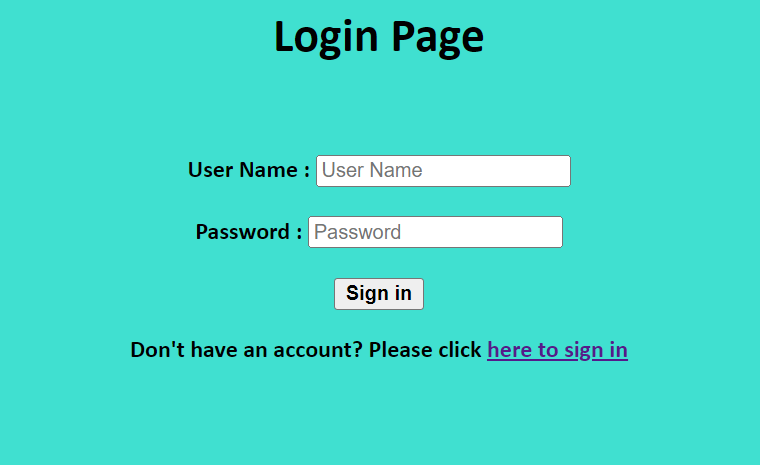 Login Page
User Name : User Name
Password : Password
Sign in
Don't have an account? Please click here to sign in